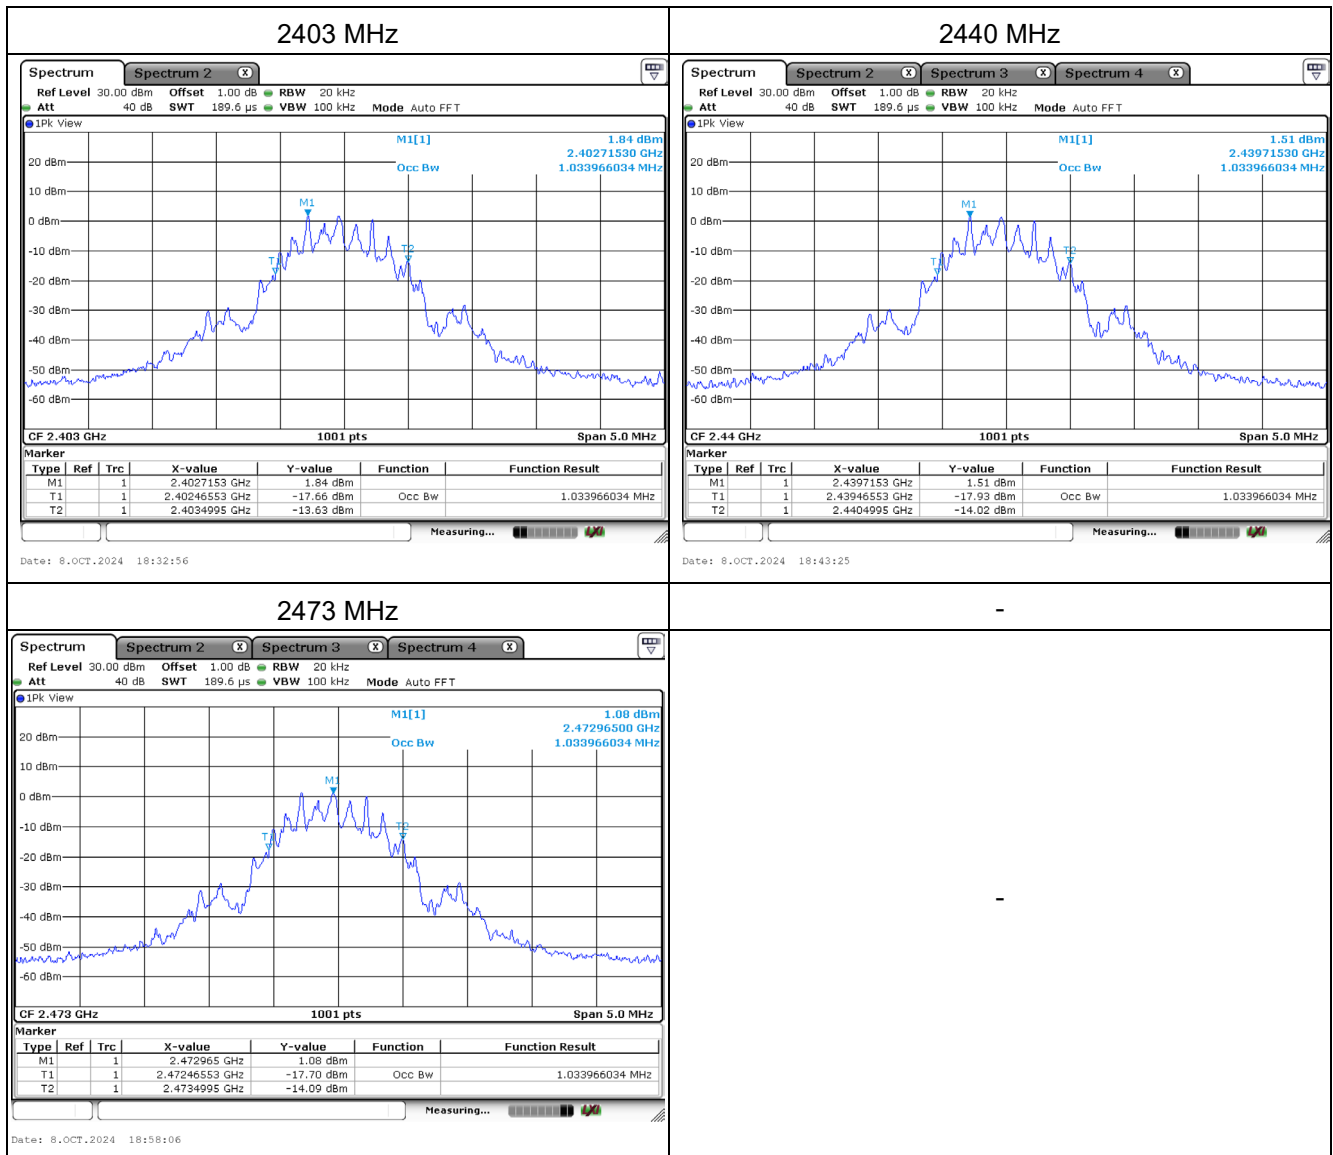 2403 MHz
Spectrum Spectrum 2 X
Ref Level 30.00 dBm Offset 1.00 dB RBW 20 kHz
Att 40 dB SWT 189.6 µs VBW 100 kHz Mode Auto FFT
1Pk View
M1[1] 1.84 dBm
2.40271530 GHz
Occ Bw 1.033966034 MHz
20 dBm
10 dBm
M1
0 dBm
-10 dBm
T1 T2
-20 dBm
-30 dBm
-40 dBm
-50 dBm
-60 dBm
CF 2.403 GHz 1001 pts Span 5.0 MHz
Marker
Type Ref Trc X-value Y-value Function Function Result
M1 1 2.4027153 GHz 1.84 dBm
T1 1 2.40246553 GHz -17.66 dBm Occ Bw 1.033966034 MHz
T2 1 2.4034995 GHz -13.63 dBm
Measuring... LXI
Date: 8.OCT.2024 18:32:56
2440 MHz
Spectrum Spectrum 2 X Spectrum 3 X Spectrum 4 X
Ref Level 30.00 dBm Offset 1.00 dB RBW 20 kHz
Att 40 dB SWT 189.6 µs VBW 100 kHz Mode Auto FFT
1Pk View
M1[1] 1.51 dBm
2.43971530 GHz
Occ Bw 1.033966034 MHz
20 dBm
10 dBm
M1
0 dBm
-10 dBm
T1 T2
-20 dBm
-30 dBm
-40 dBm
-50 dBm
-60 dBm
CF 2.44 GHz 1001 pts Span 5.0 MHz
Marker
Type Ref Trc X-value Y-value Function Function Result
M1 1 2.4397153 GHz 1.51 dBm
T1 1 2.43946553 GHz -17.93 dBm Occ Bw 1.033966034 MHz
T2 1 2.4404995 GHz -14.02 dBm
Measuring... LXI
Date: 8.OCT.2024 18:43:25
2473 MHz
Spectrum Spectrum 2 X Spectrum 3 X Spectrum 4 X
Ref Level 30.00 dBm Offset 1.00 dB RBW 20 kHz
Att 40 dB SWT 189.6 µs VBW 100 kHz Mode Auto FFT
1Pk View
M1[1] 1.08 dBm
2.47296500 GHz
Occ Bw 1.033966034 MHz
20 dBm
10 dBm
M1
0 dBm
-10 dBm
T1 T2
-20 dBm
-30 dBm
-40 dBm
-50 dBm
-60 dBm
CF 2.473 GHz 1001 pts Span 5.0 MHz
Marker
Type Ref Trc X-value Y-value Function Function Result
M1 1 2.472965 GHz 1.08 dBm
T1 1 2.47246553 GHz -17.70 dBm Occ Bw 1.033966034 MHz
T2 1 2.4734995 GHz -14.09 dBm
Measuring... LXI
Date: 8.OCT.2024 18:58:06
-
-